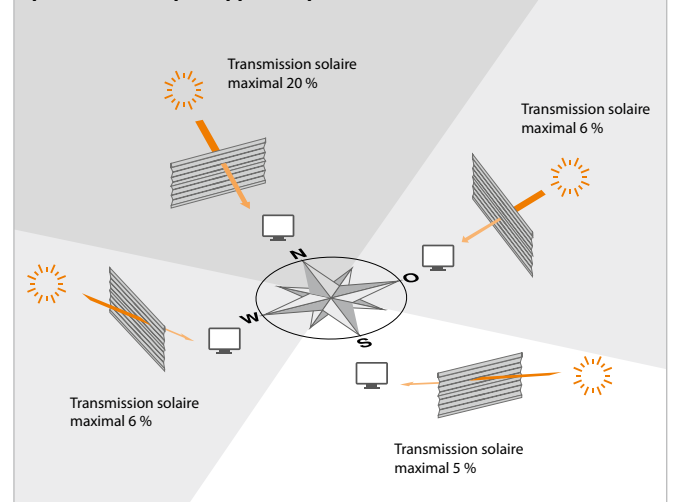 Transmission solaire
maximal 20 %
Transmission solaire
maximal 6 %
N
O
W
S
Transmission solaire
maximal 6 %
Transmission solaire
maximal 5 %